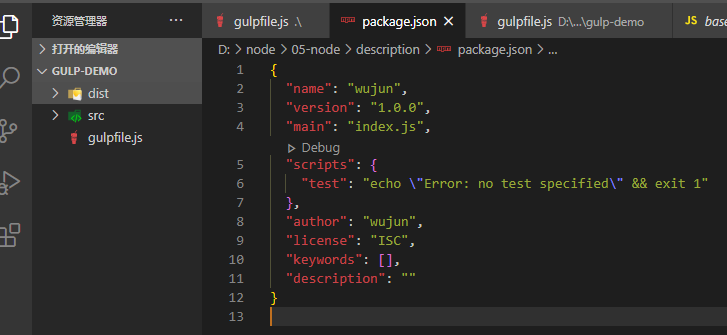 资源管理器
打开的编辑器
GULP-DEMO
dist
src
gulpfile.js
gulpfile.js .\
package.json
gulpfile.js D:\...\gulp-demo
JS base
D: > node > 05-node > description > package.json > ...
1 {
2 "name": "wujun",
3 "version": "1.0.0",
4 "main": "index.js",
Debug
5 "scripts": {
6 "test": "echo \"Error: no test specified\" && exit 1"
7 },
8 "author": "wujun",
9 "license": "ISC",
10 "keywords": [],
11 "description": ""
12 }
13